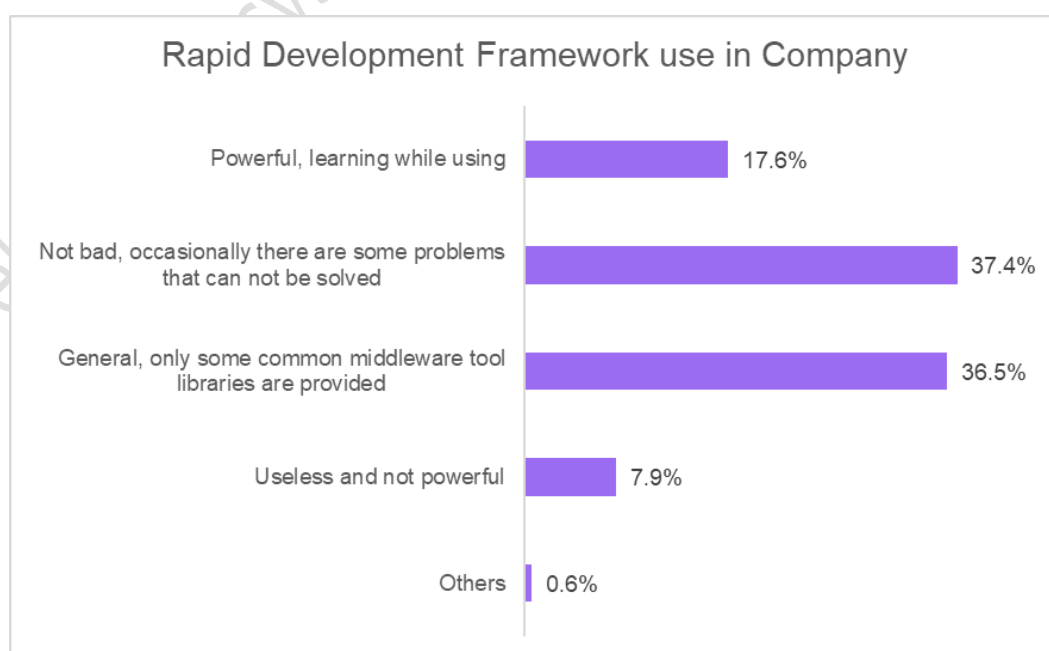 Rapid Development Framework use in Company
Powerful, learning while using
17.6%
Not bad, occasionally there are some problems
that can not be solved
37.4%
General, only some common middleware tool
libraries are provided
36.5%
Useless and not powerful
7.9%
Others
0.6%